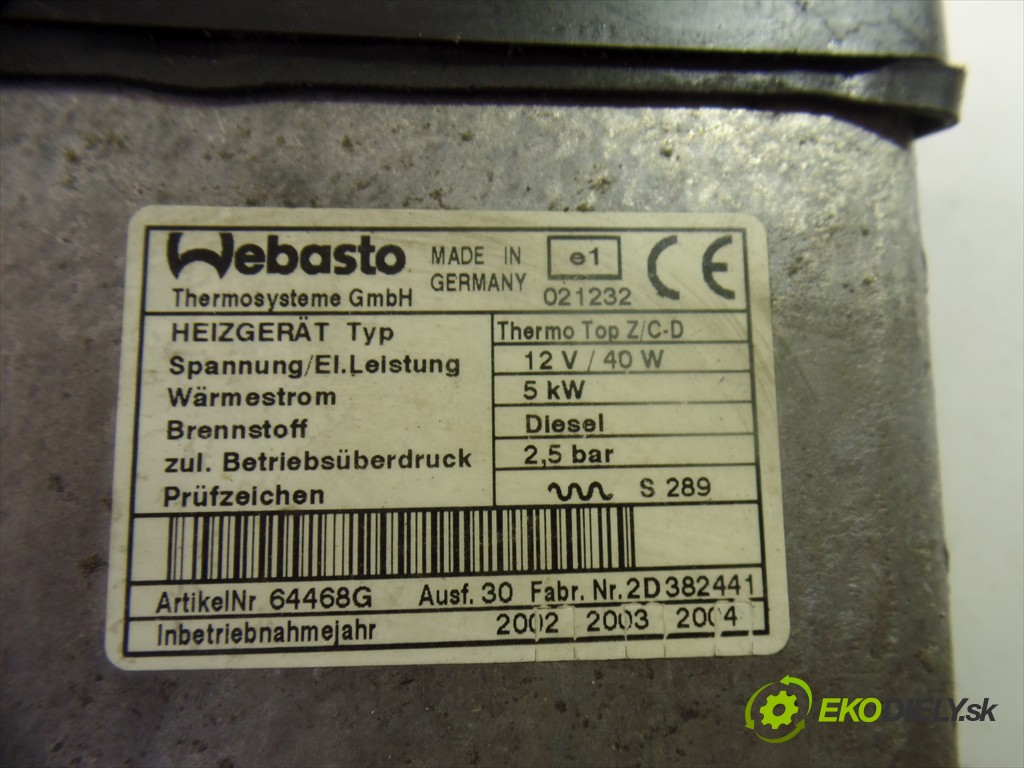 Webasto MADE IN GERMANY e1 CE
Thermosysteme GmbH 021232
HEIZGERÄT Typ Thermo Top Z/C-D
Spannung/El.Leistung 12 V / 40 W
Wärmestrom 5 kW
Brennstoff Diesel
zul. Betriebsüberdruck 2,5 bar
Prüfzeichen S 289
ArtikelNr 64468G Ausf. 30 Fabr. Nr. 2D382441
Inbetriebnahmejahr 2002 2003 2004
EKODIELY.sk